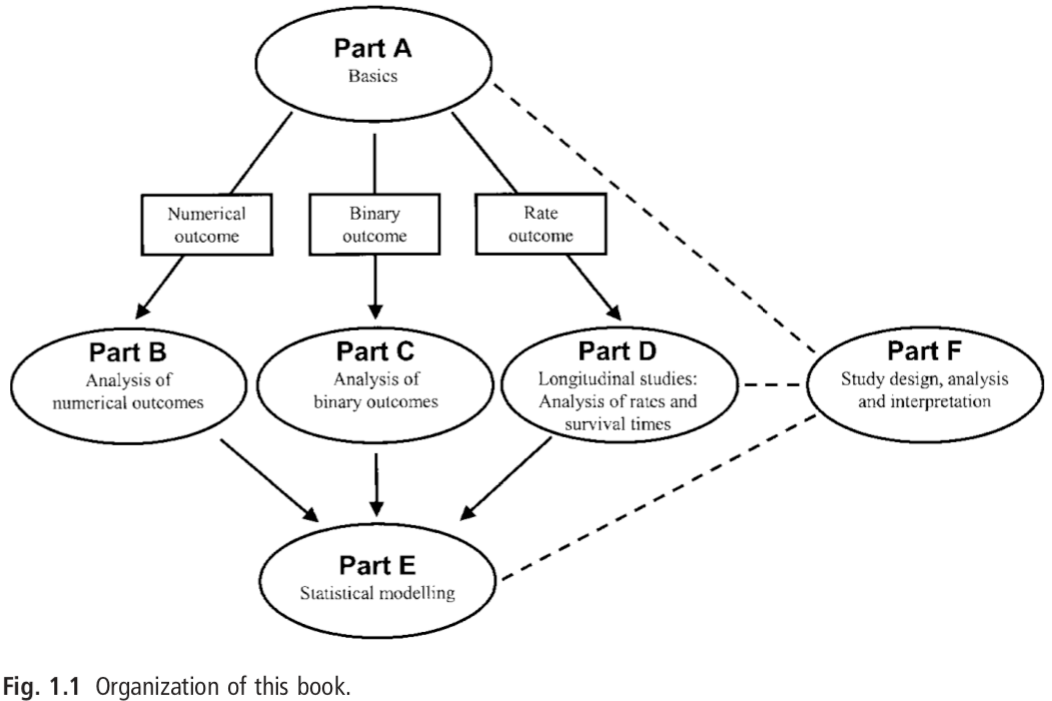 Part A
Basics
Numerical
outcome
Binary
outcome
Rate
outcome
Part B
Analysis of
numerical outcomes
Part C
Analysis of
binary outcomes
Part D
Longitudinal studies:
Analysis of rates and
survival times
Part F
Study design, analysis
and interpretation
Part E
Statistical modelling
Fig. 1.1 Organization of this book.